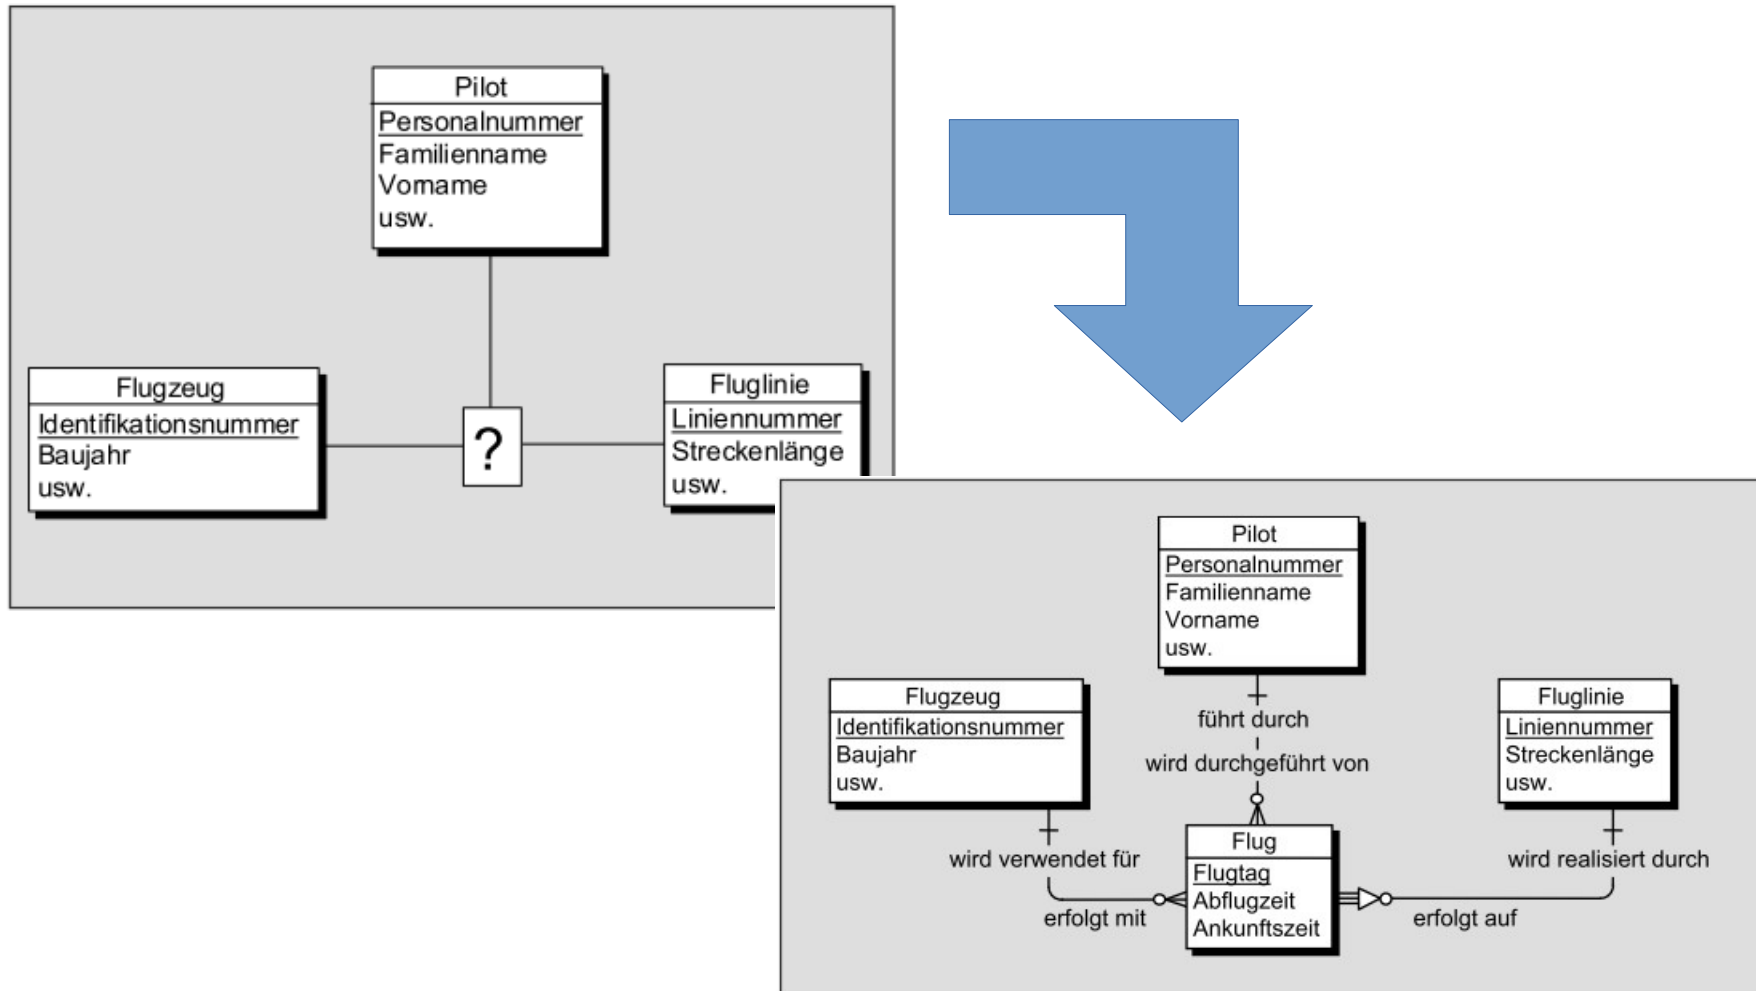 Pilot
Personalnummer
Familienname
Vorname
usw.
Flugzeug
Identifikationsnummer
Baujahr
usw.
?
Fluglinie
Liniennummer
Streckenlänge
usw.
Pilot
Personalnummer
Familienname
Vorname
usw.
Flugzeug
Identifikationsnummer
Baujahr
usw.
führt durch
wird durchgeführt von
Fluglinie
Liniennummer
Streckenlänge
usw.
wird verwendet für
erfolgt mit
Flug
Flugtag
Abflugzeit
Ankunftszeit
wird realisiert durch
erfolgt auf